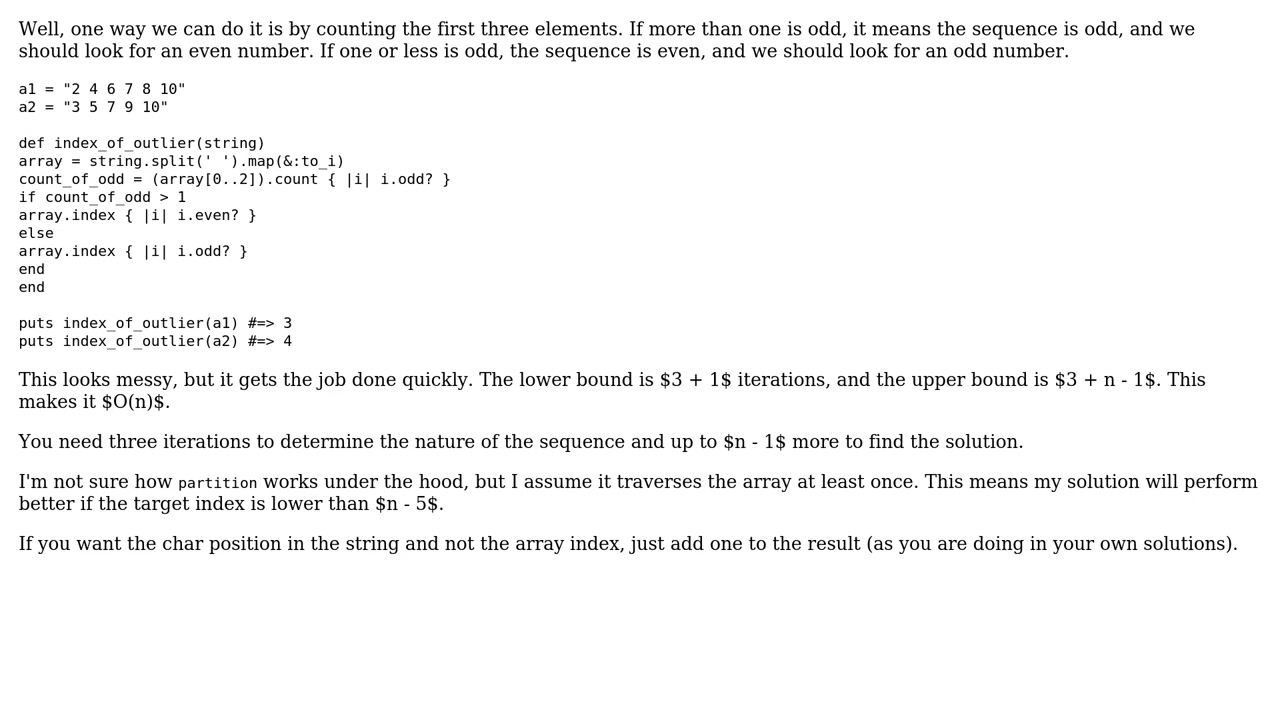 Well, one way we can do it is by counting the first three elements. If more than one is odd, it means the sequence is odd, and we
should look for an even number. If one or less is odd, the sequence is even, and we should look for an odd number.
a1 = "2 4 6 7 8 10"
a2 = "3 5 7 9 10"
def index_of_outlier(string)
array = string.split(' ').map(&:to_i)
count_of_odd = (array[0..2]).count { |i| i.odd? }
if count_of_odd > 1
array.index { |i| i.even? }
else
array.index { |i| i.odd? }
end
end
puts index_of_outlier(a1) #=> 3
puts index_of_outlier(a2) #=> 4
This looks messy, but it gets the job done quickly. The lower bound is $3 + 1$ iterations, and the upper bound is $3 + n - 1$. This
makes it $O(n)$.
You need three iterations to determine the nature of the sequence and up to $n - 1$ more to find the solution.
I'm not sure how partition works under the hood, but I assume it traverses the array at least once. This means my solution will perform
better if the target index is lower than $n - 5$.
If you want the char position in the string and not the array index, just add one to the result (as you are doing in your own solutions).